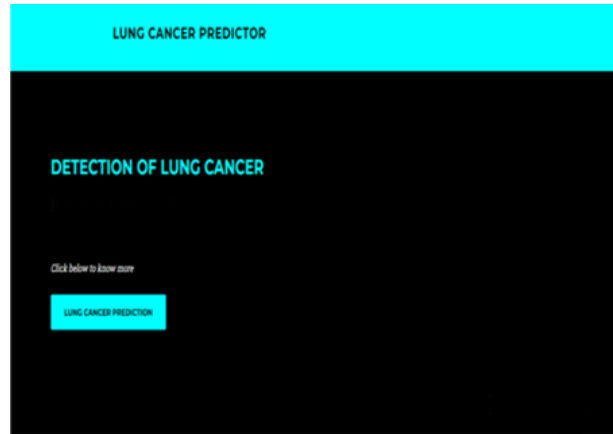 LUNG CANCER PREDICTOR
DETECTION OF LUNG CANCER
Click below to know more
LUNG CANCER PREDICTION